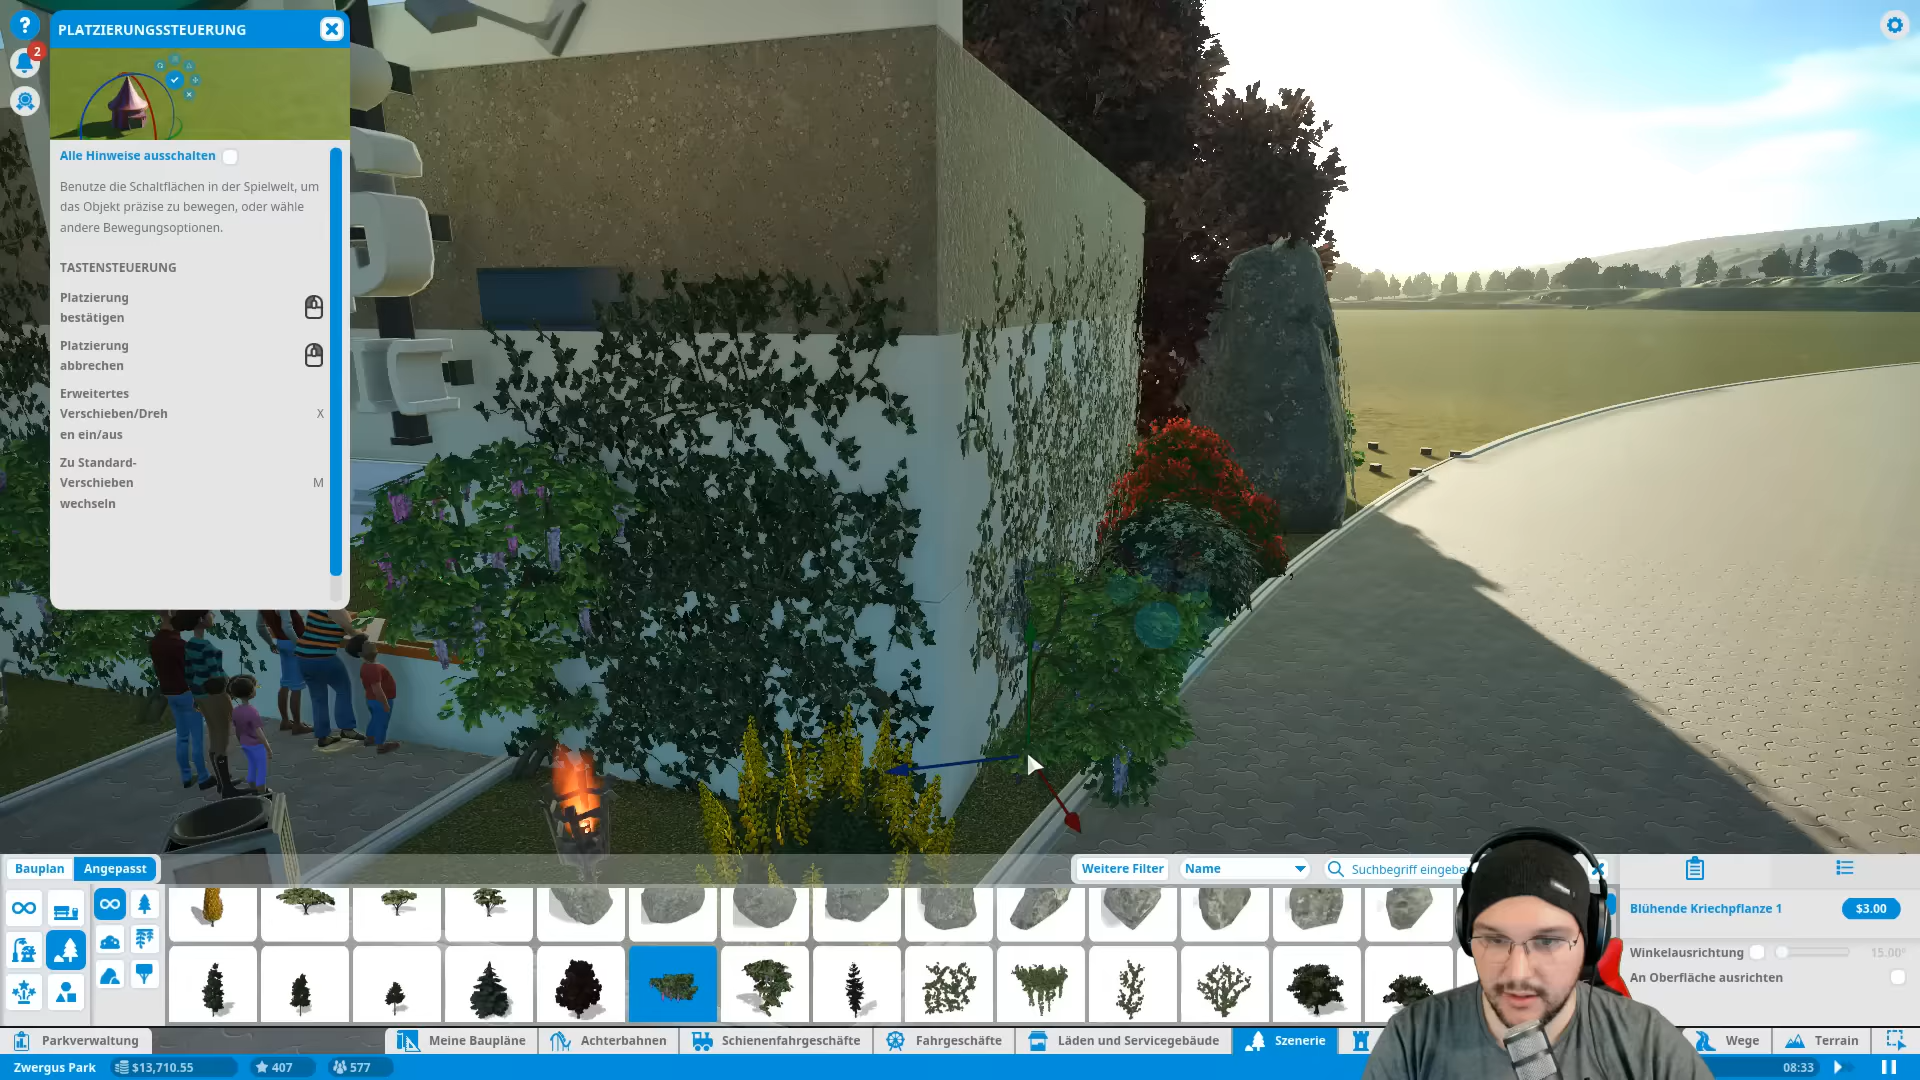 ?
2
PLATZIERUNGSSTEUERUNG
Alle Hinweise ausschalten
Benutze die Schaltflächen in der Spielwelt, um
das Objekt präzise zu bewegen, oder wähle
andere Bewegungsoptionen.
TASTENSTEUERUNG
Platzierung
bestätigen
Platzierung
abbrechen
Erweitertes
Verschieben/Dreh
en ein/aus
X
Zu Standard-
Verschieben
wechseln
M
Bauplan
Angepasst
Weitere Filter
Name
Suchbegriff eingebe
Blühende Kriechpflanze 1
$3.00
Winkelausrichtung
15.00°
An Oberfläche ausrichten
Parkverwaltung
Meine Baupläne
Achterbahnen
Schienenfahrgeschäfte
Fahrgeschäfte
Läden und Servicegebäude
Szenerie
Wege
Terrain
Zwergus Park
$13,710.55
407
577
08:33